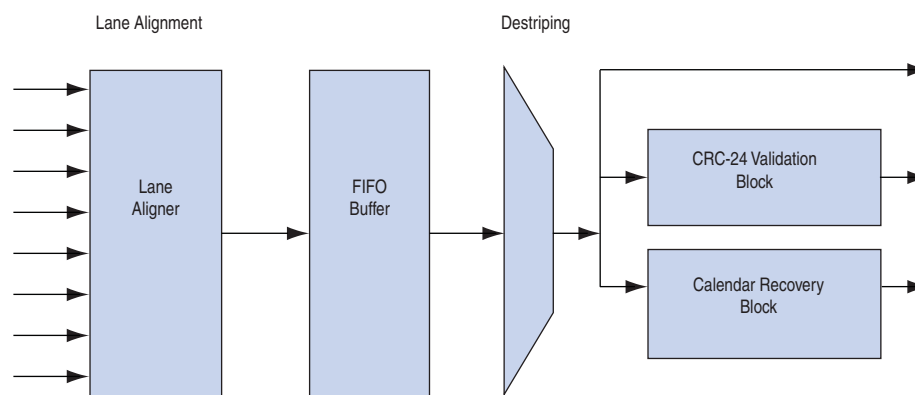 Lane Alignment
Destriping
Lane
Aligner
FIFO
Buffer
CRC-24 Validation
Block
Calendar Recovery
Block